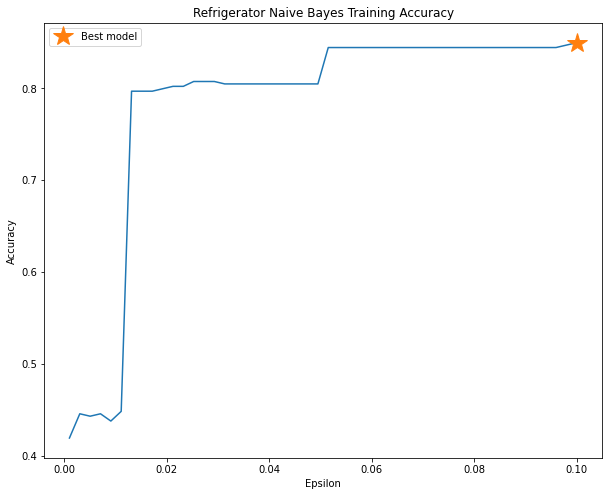 Refrigerator Naive Bayes Training Accuracy
Best model
0.8
0.7
0.6
0.5
0.4
Accuracy
0.00 0.02 0.04 0.06 0.08 0.10
Epsilon